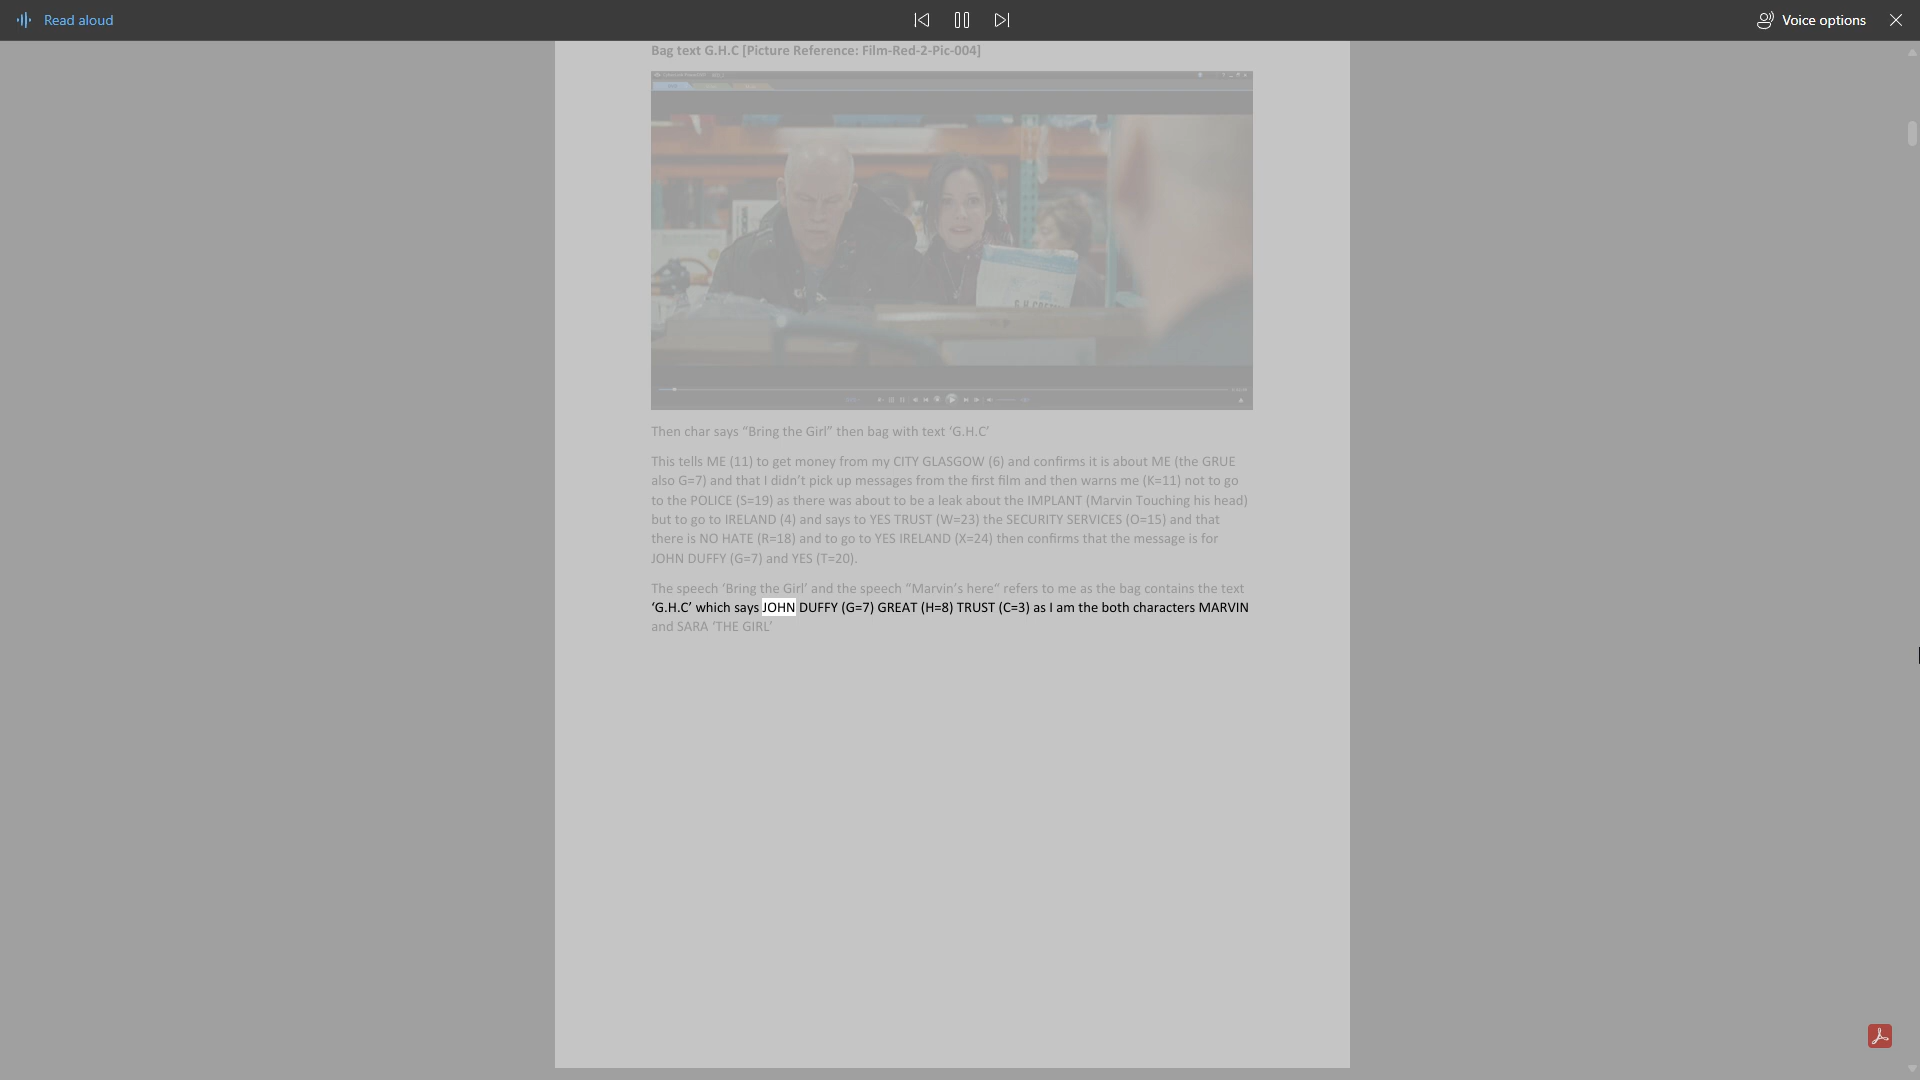 Read aloud
Voice options
Bag text G.H.C [Picture Reference: Film-Red-2-Pic-004]
Then char says “Bring the Girl” then bag with text ‘G.H.C’
This tells ME (11) to get money from my CITY GLASGOW (6) and confirms it is about ME (the GRUE
also G=7) and that I didn’t pick up messages from the first film and then warns me (K=11) not to go
to the POLICE (S=19) as there was about to be a leak about the IMPLANT (Marvin Touching his head)
but to go to IRELAND (4) and says to YES TRUST (W=23) the SECURITY SERVICES (O=15) and that
there is NO HATE (R=18) and to go to YES IRELAND (X=24) then confirms that the message is for
JOHN DUFFY (G=7) and YES (T=20).
The speech ‘Bring the Girl’ and the speech “Marvin’s here” refers to me as the bag contains the text
‘G.H.C’ which says JOHN DUFFY (G=7) GREAT (H=8) TRUST (C=3) as I am the both characters MARVIN
and SARA ‘THE GIRL’